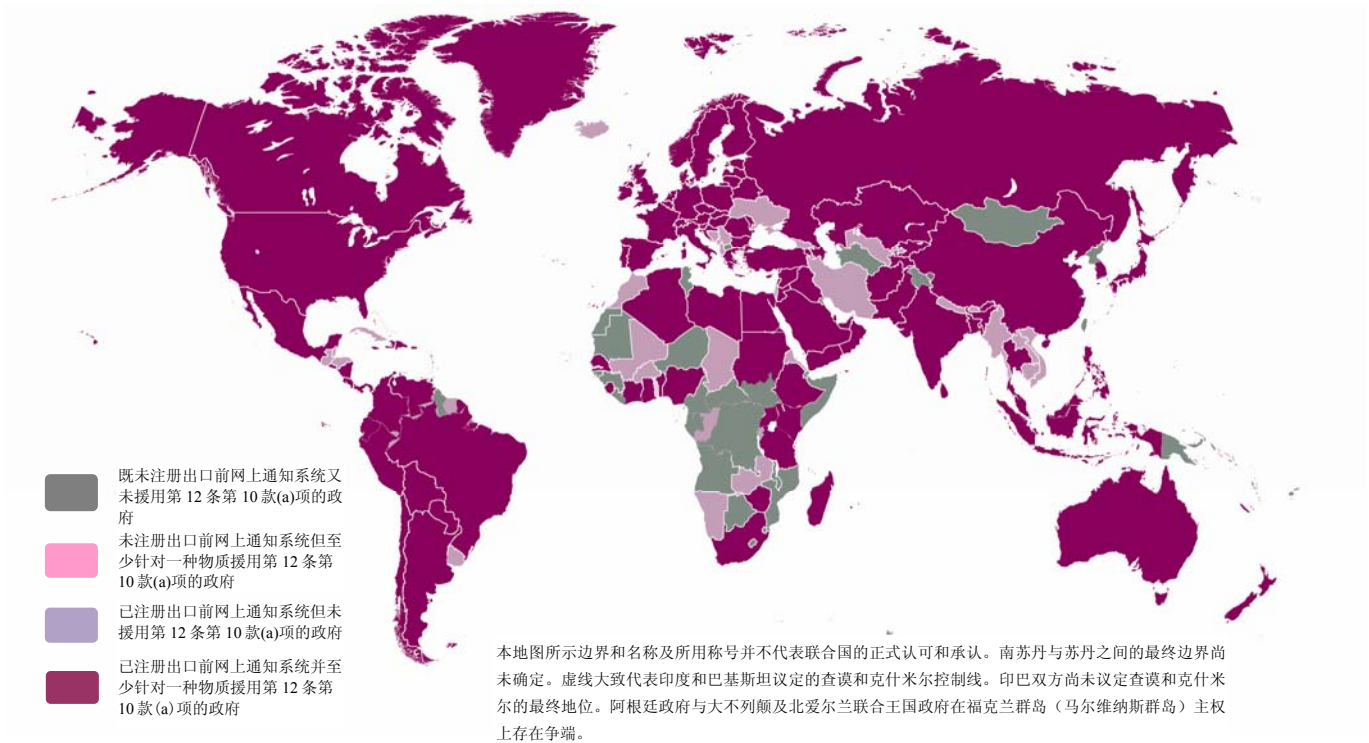 既未注册出口前网上通知系统又
未援用第 12 条第 10 款(a)项的政
府
未注册出口前网上通知系统但至
少针对一种物质援用第 12 条第
10 款(a)项的政府
已注册出口前网上通知系统但未
援用第 12 条第 10 款(a)项的政府
已注册出口前网上通知系统并至
少针对一种物质援用第 12 条第
10 款(a)项的政府
本地图所示边界和名称及所用称号并不代表联合国的正式认可和承认。南苏丹与苏丹之间的最终边界尚
未确定。虚线大致代表印度和巴基斯坦议定的查谟和克什米尔控制线。印巴双方尚未议定查谟和克什米
尔的最终地位。阿根廷政府与大不列颠及北爱尔兰联合王国政府在福克兰群岛（马尔维纳斯群岛）主权
上存在争端。